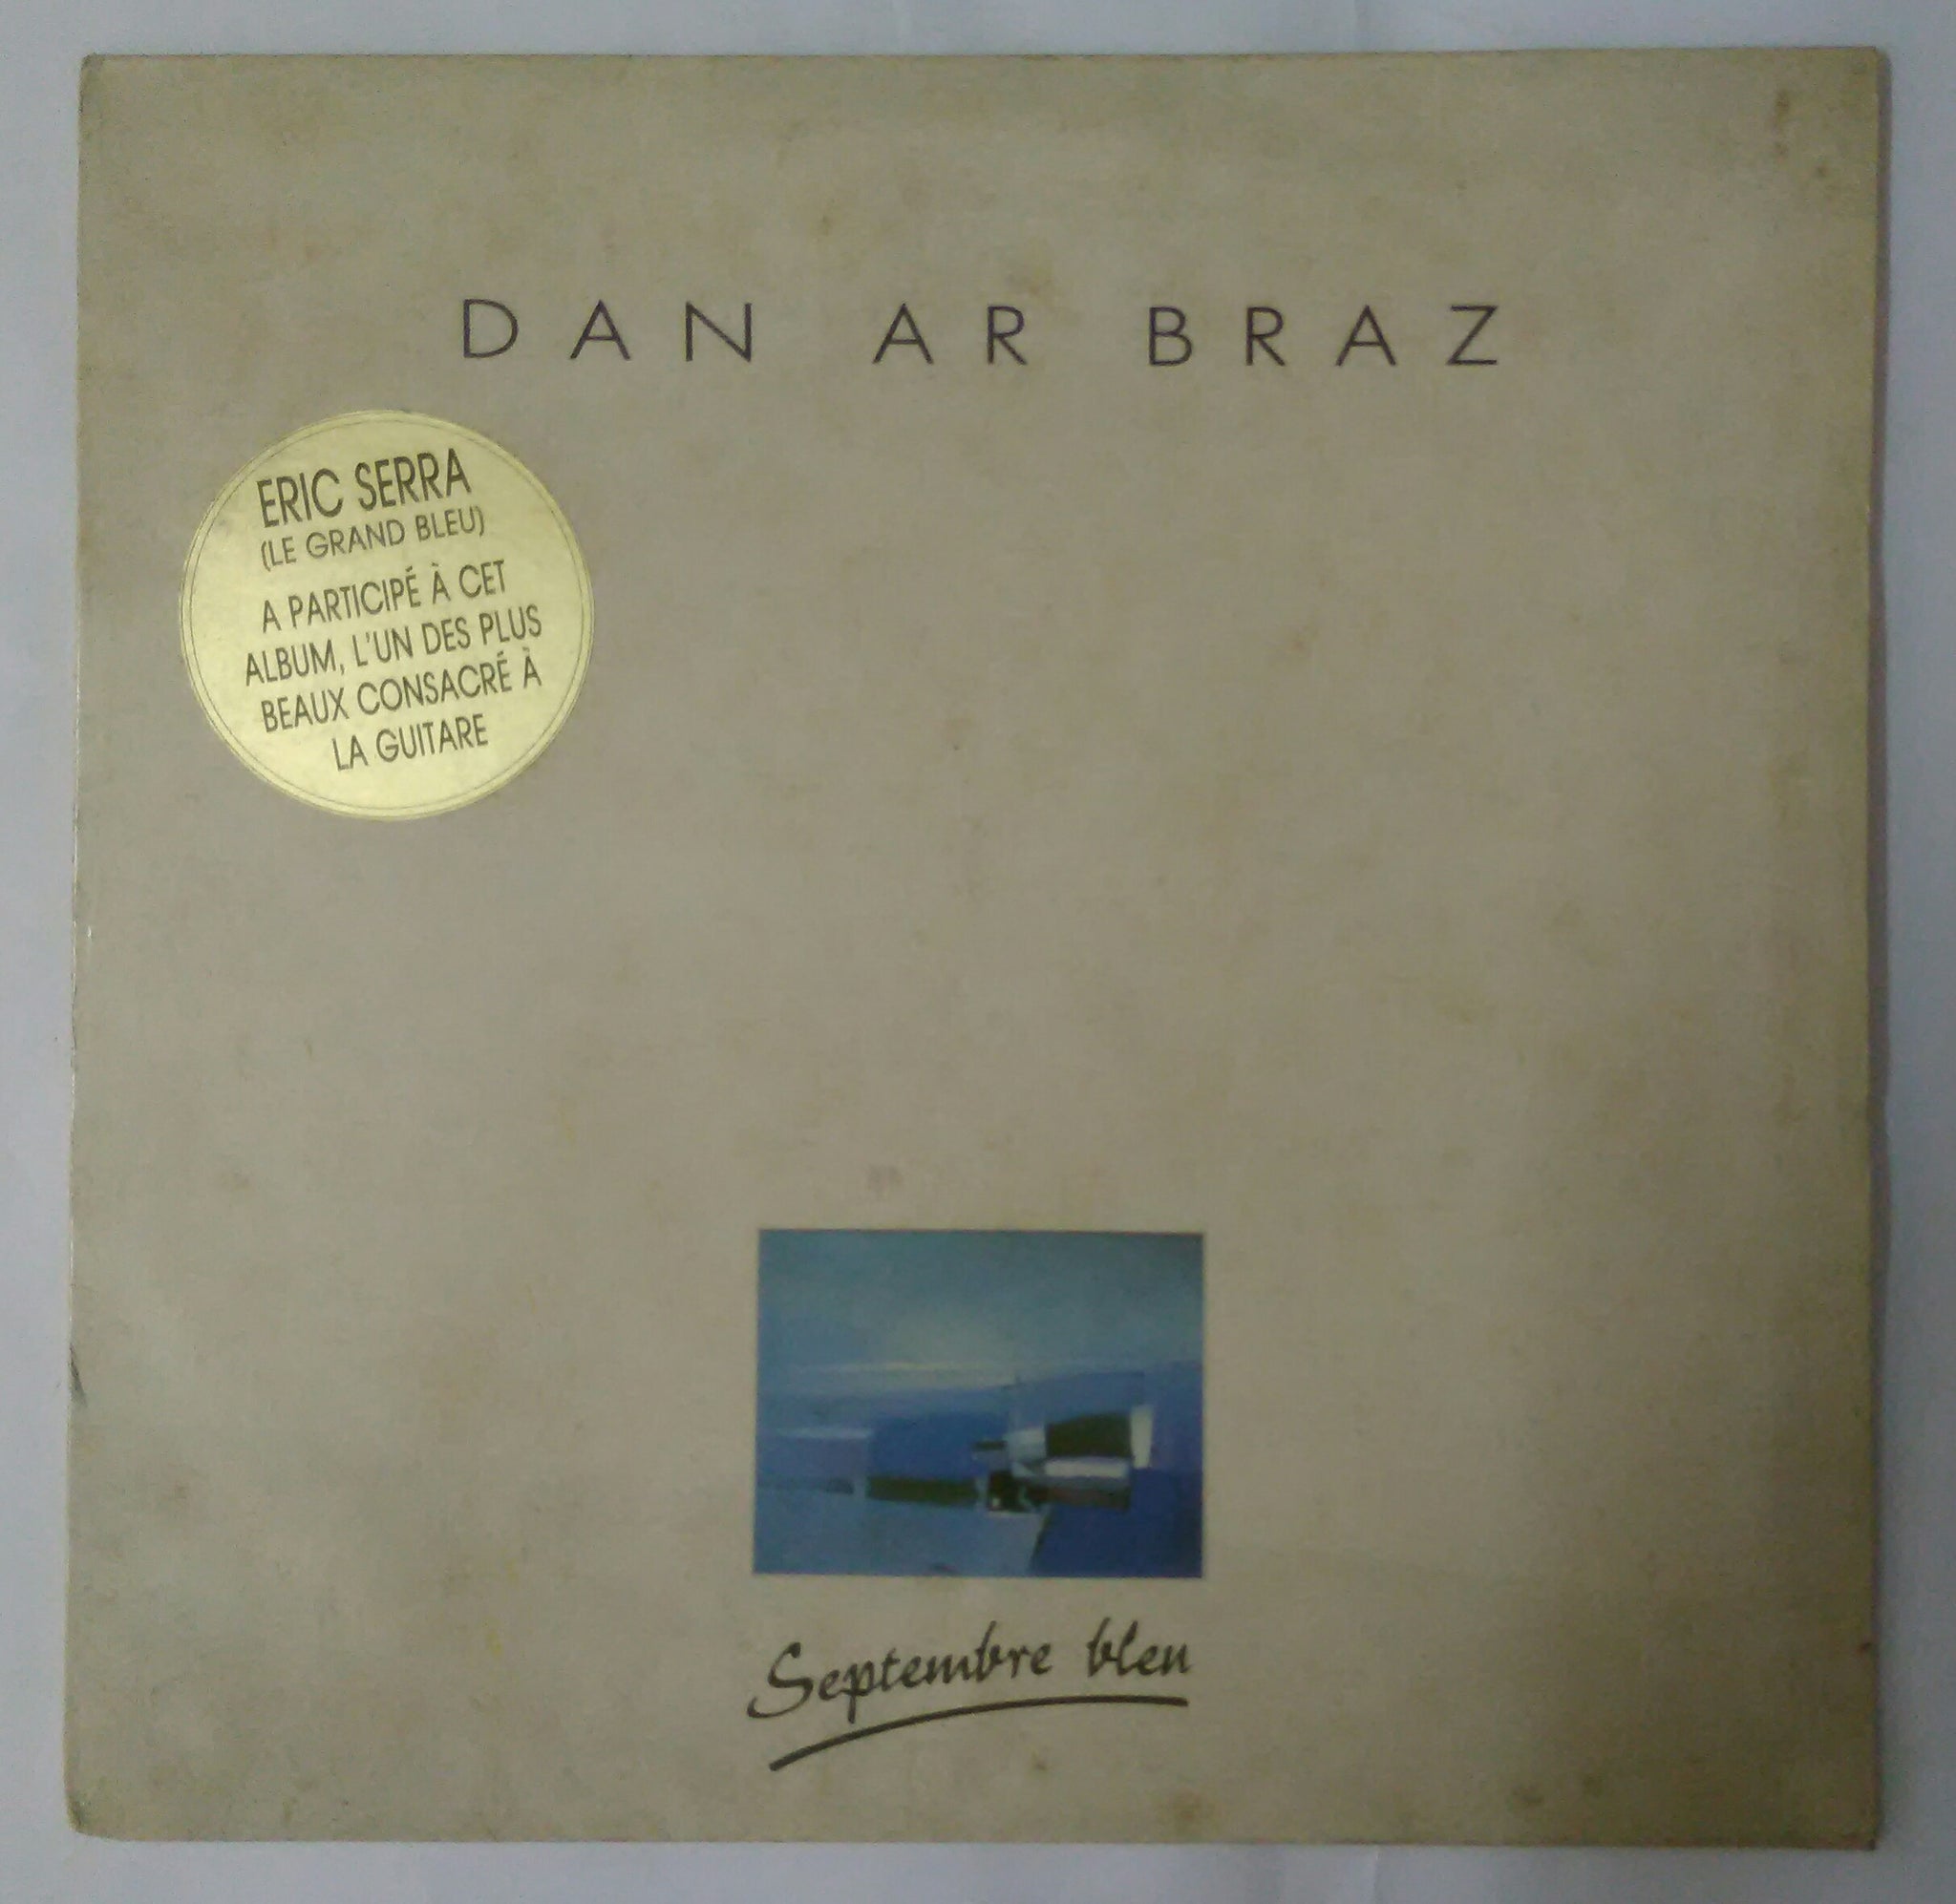 DAN AR BRAZ
ERIC SERRA
(LE GRAND BLEU)
A PARTICIPÉ À CET
ALBUM, L'UN DES PLUS
BEAUX CONSACRÉ À
LA GUITARE
Septembre bleu